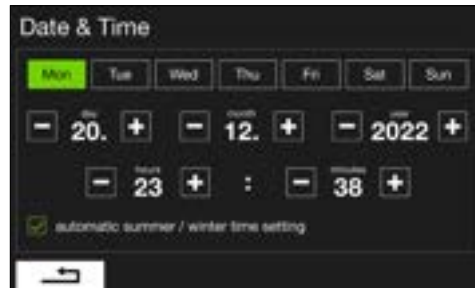 Date & Time
Mon Tue Wed Thu Fri Sat Sun
day month year
- 20. + - 12. + - 2022 +
hours minutes
- 23 + : - 38 +
automatic summer / winter time setting